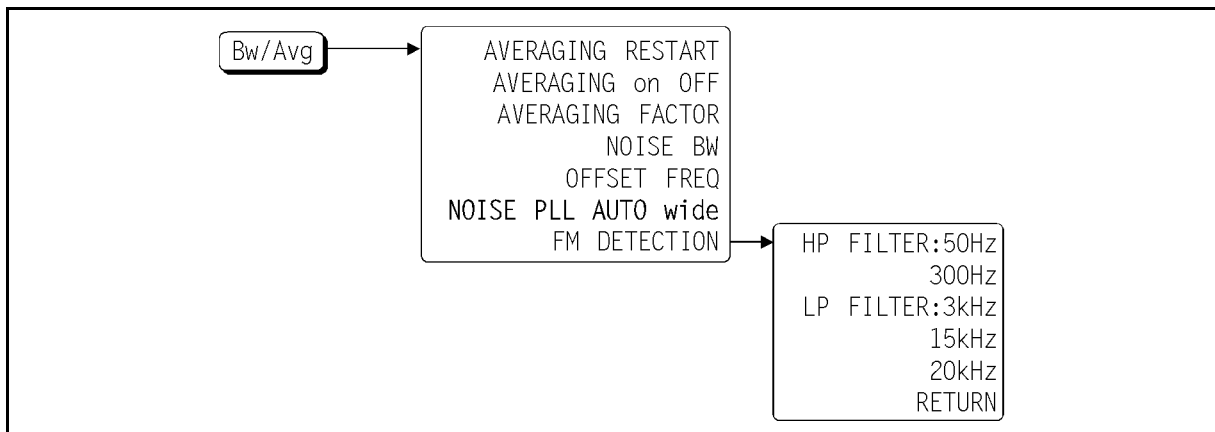 Bw/Avg
AVERAGING RESTART
AVERAGING on OFF
AVERAGING FACTOR
NOISE BW
OFFSET FREQ
NOISE PLL AUTO wide
FM DETECTION
HP FILTER:50Hz
300Hz
LP FILTER:3kHz
15kHz
20kHz
RETURN